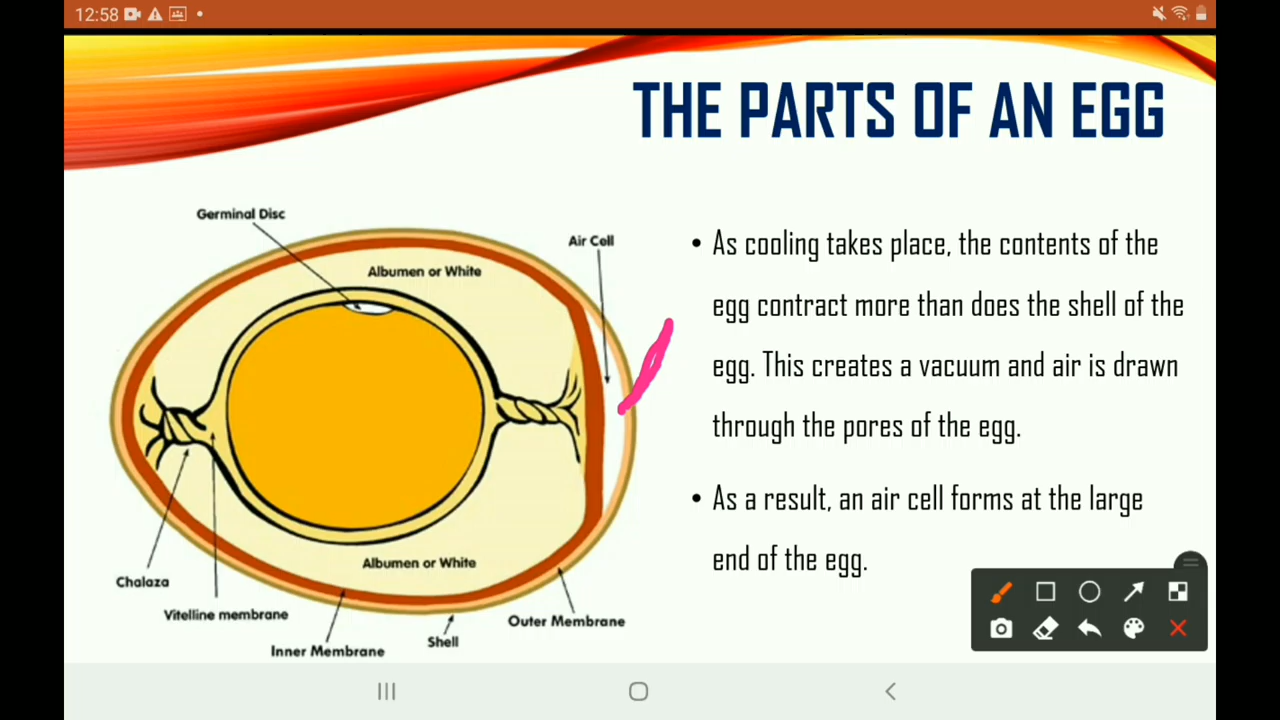 12:58
THE PARTS OF AN EGG
Germinal Disc
Air Cell
Albumen or White
• As cooling takes place, the contents of the
egg contract more than does the shell of the
egg. This creates a vacuum and air is drawn
through the pores of the egg.
• As a result, an air cell forms at the large
end of the egg.
Albumen or White
Chalaza
Vitelline membrane
Inner Membrane
Shell
Outer Membrane